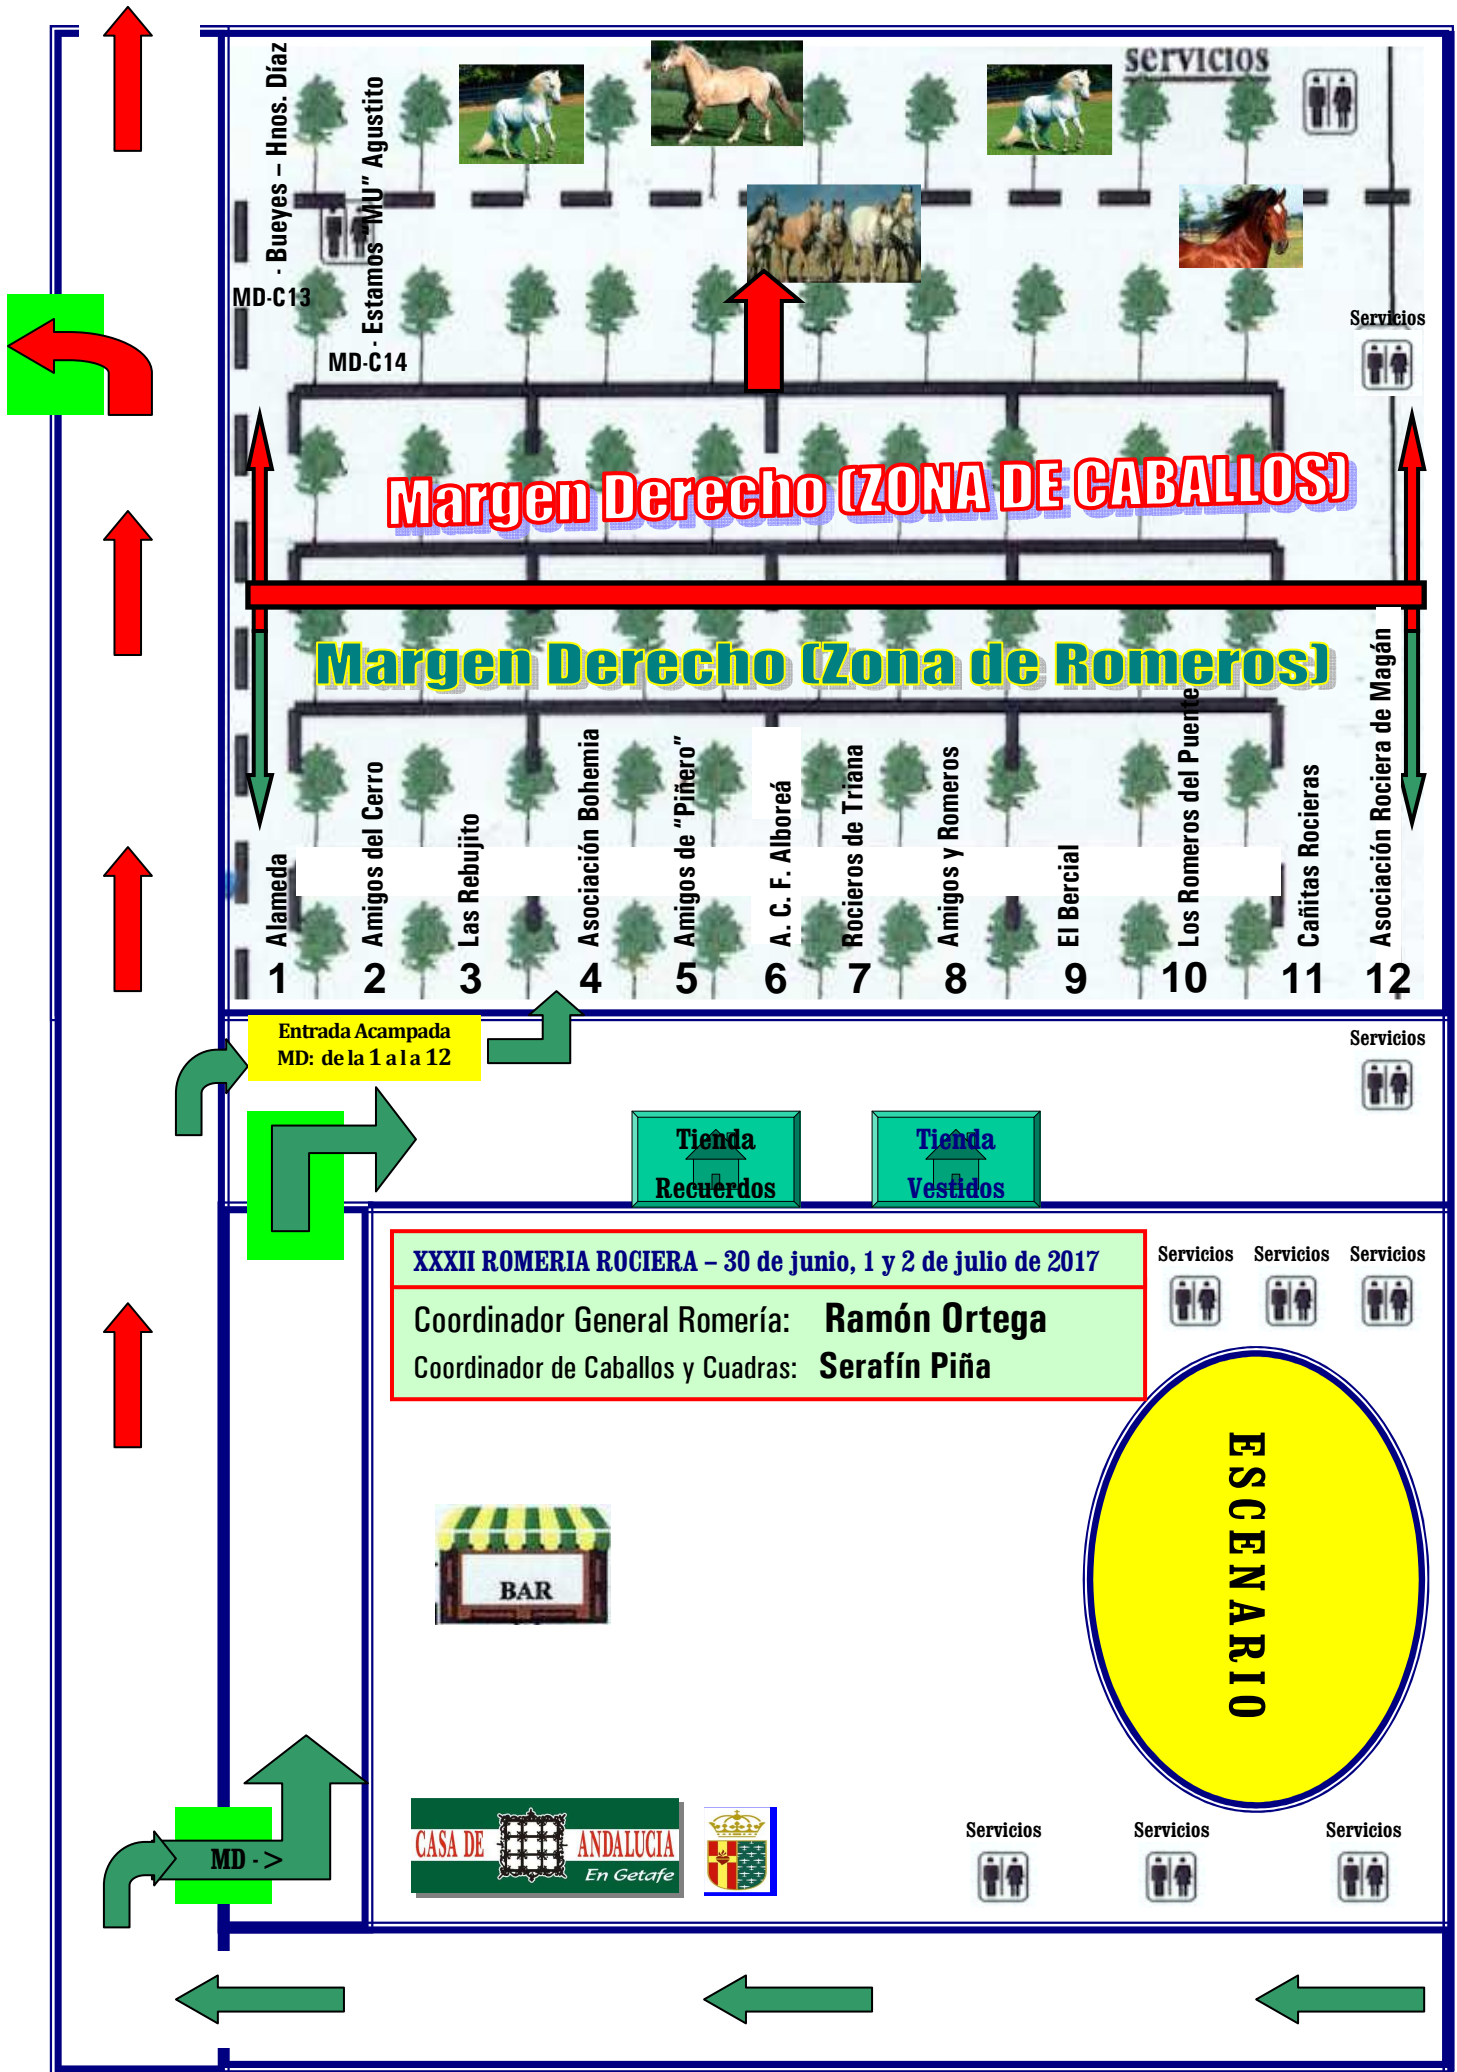 servicios
- Bueyes – Hnos. Díaz
MD-C13
- Estamos "MU" Agustito
MD-C14
Servicios
Margen Derecho (ZONA DE CABALLOS)
Margen Derecho (Zona de Romeros)
Alameda
Amigos del Cerro
Las Rebujito
Asociación Bohemia
Amigos de "Piñero"
A. C. F. Alboreá
Rocieros de Triana
Amigos y Romeros
El Bercial
Los Romeros del Puente
Cañitas Rocieras
Asociación Rociera de Magán
1 2 3 4 5 6 7 8 9 10 11 12
Entrada Acampada
MD: de la 1 a la 12
Servicios
Tienda
Recuerdos
Tienda
Vestidos
XXXII ROMERIA ROCIERA – 30 de junio, 1 y 2 de julio de 2017
Coordinador General Romería: Ramón Ortega
Coordinador de Caballos y Cuadras: Serafín Piña
Servicios Servicios Servicios
ESCENARIO
BAR
CASA DE ANDALUCIA
En Getafe
MD - >
Servicios Servicios Servicios